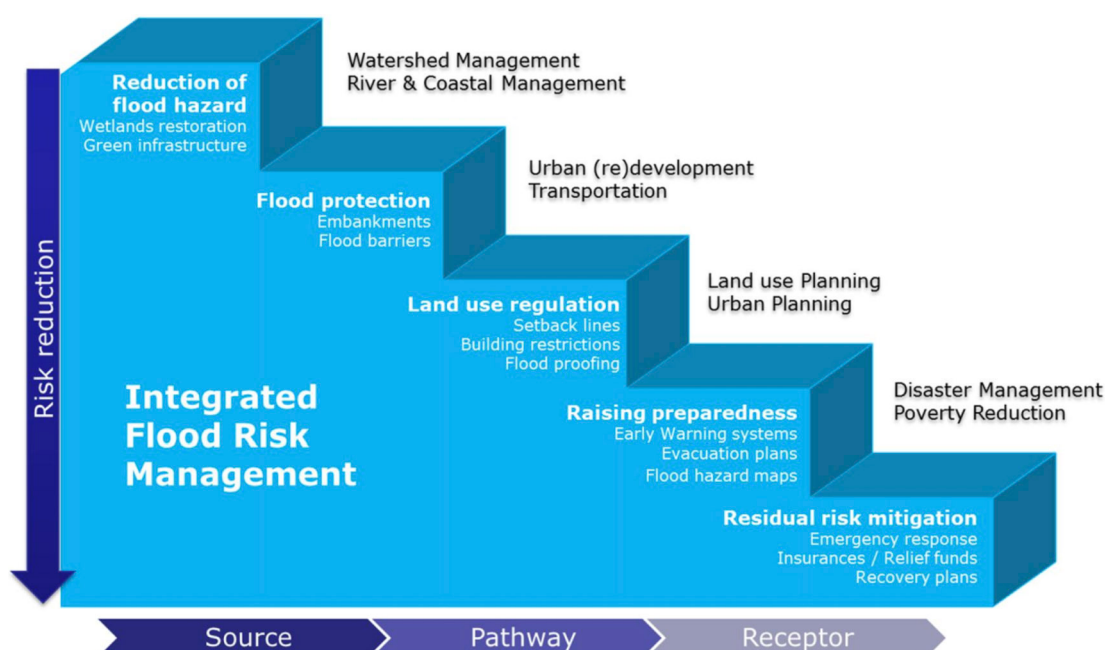 Watershed Management
River & Coastal Management
Reduction of
flood hazard
Wetlands restoration
Green infrastructure
Urban (re)development
Transportation
Flood protection
Embankments
Flood barriers
Land use Planning
Urban Planning
Land use regulation
Setback lines
Building restrictions
Flood proofing
Disaster Management
Poverty Reduction
Raising preparedness
Early Warning systems
Evacuation plans
Flood hazard maps
Residual risk mitigation
Emergency response
Insurances / Relief funds
Recovery plans
Risk reduction
Integrated
Flood Risk
Management
Source
Pathway
Receptor